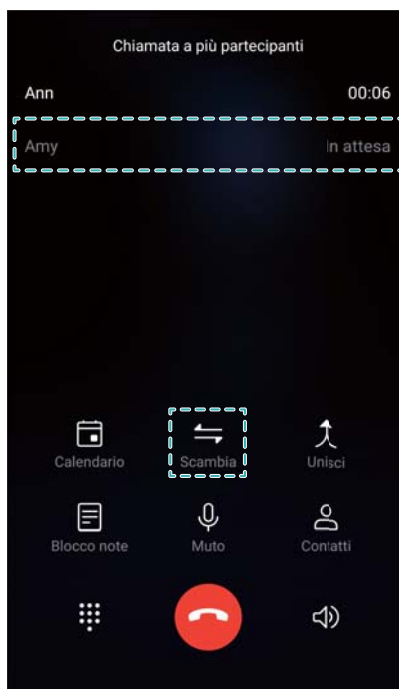 Chiamata a più partecipanti
Ann 00:06
Amy In attesa
Calendario Scambia Unisci
Blocco note Muto Contatti